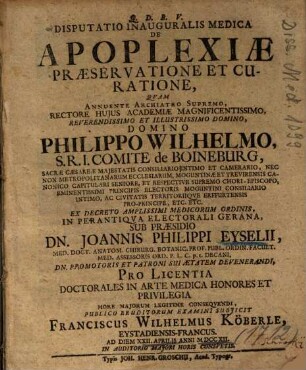 Q. D. B. V.
DISPUTATIO INAUGURALIS MEDICA
DE
APOPLEXIÆ
PRÆSERVATIONE ET CU-
RATIONE,
QUAM
ANNUENTE ARCHIATRO SUPREMO,
RECTORE HUJUS ACADEMIÆ MAGNIFICENTISSIMO,
REVERENDISSIMO ET ILLUSTRISSIMO DOMINO,
DOMINO
PHILIPPO WILHELMO,
S. R. I. COMITE de BOINEBURG,
SACRÆ CÆSAREÆ MAJESTATIS CONSILIARIO INTIMO ET CAMERARIO, NEC
NON METROPOLITANARUM ECCLESIARUM, MOGUNTINÆ ET TREVIRENSIS CA-
NONICO CAPITULARI SENIORE, ET RESPECTIVE SUPREMO CHORI-EPISCOPO,
EMINENTISSIMI PRINCIPIS ELECTORIS MOGUNTINI CONSILIARIO
INTIMO, AC CIVITATIS TERRITORIIQUE ERFURTENSIS
PRO-PRINCIPE, ETC. ETC.
EX DECRETO AMPLISSIMI MEDICORUM ORDINIS,
IN PERANTIQVA ELECTORALI GERANA,
SUB PRÆSIDIO
DN. JOANNIS PHILIPPI EYSELII,
MED. DOCT. ANATOM. CHIRURG. BOTANIC. PROF. PUBL. ORDIN. FACULT.
MED. ASSESSORIS ORD. P. L. C. p. t. DECANI,
DN. PROMOTORIS ET PATRONI SUI ÆTATEM DEVENERANDI,
PRO LICENTIA
DOCTORALES IN ARTE MEDICA HONORES ET
PRIVILEGIA
MORE MAJORUM LEGITIME CONSEQUENDI,
PUBLICO ERUDITORUM EXAMINI SUBJICIT
FRANCISCUS WILHELMUS KÖBERLE,
EYSTADENSIS-FRANCUS.
AD DIEM XXII. APRILIS ANNI MDCCXII.
IN AUDITORIO MAJORI HORIS CONSUETIS.
Typis JOH. HENR. GROSCHII, Acad. Typogr.